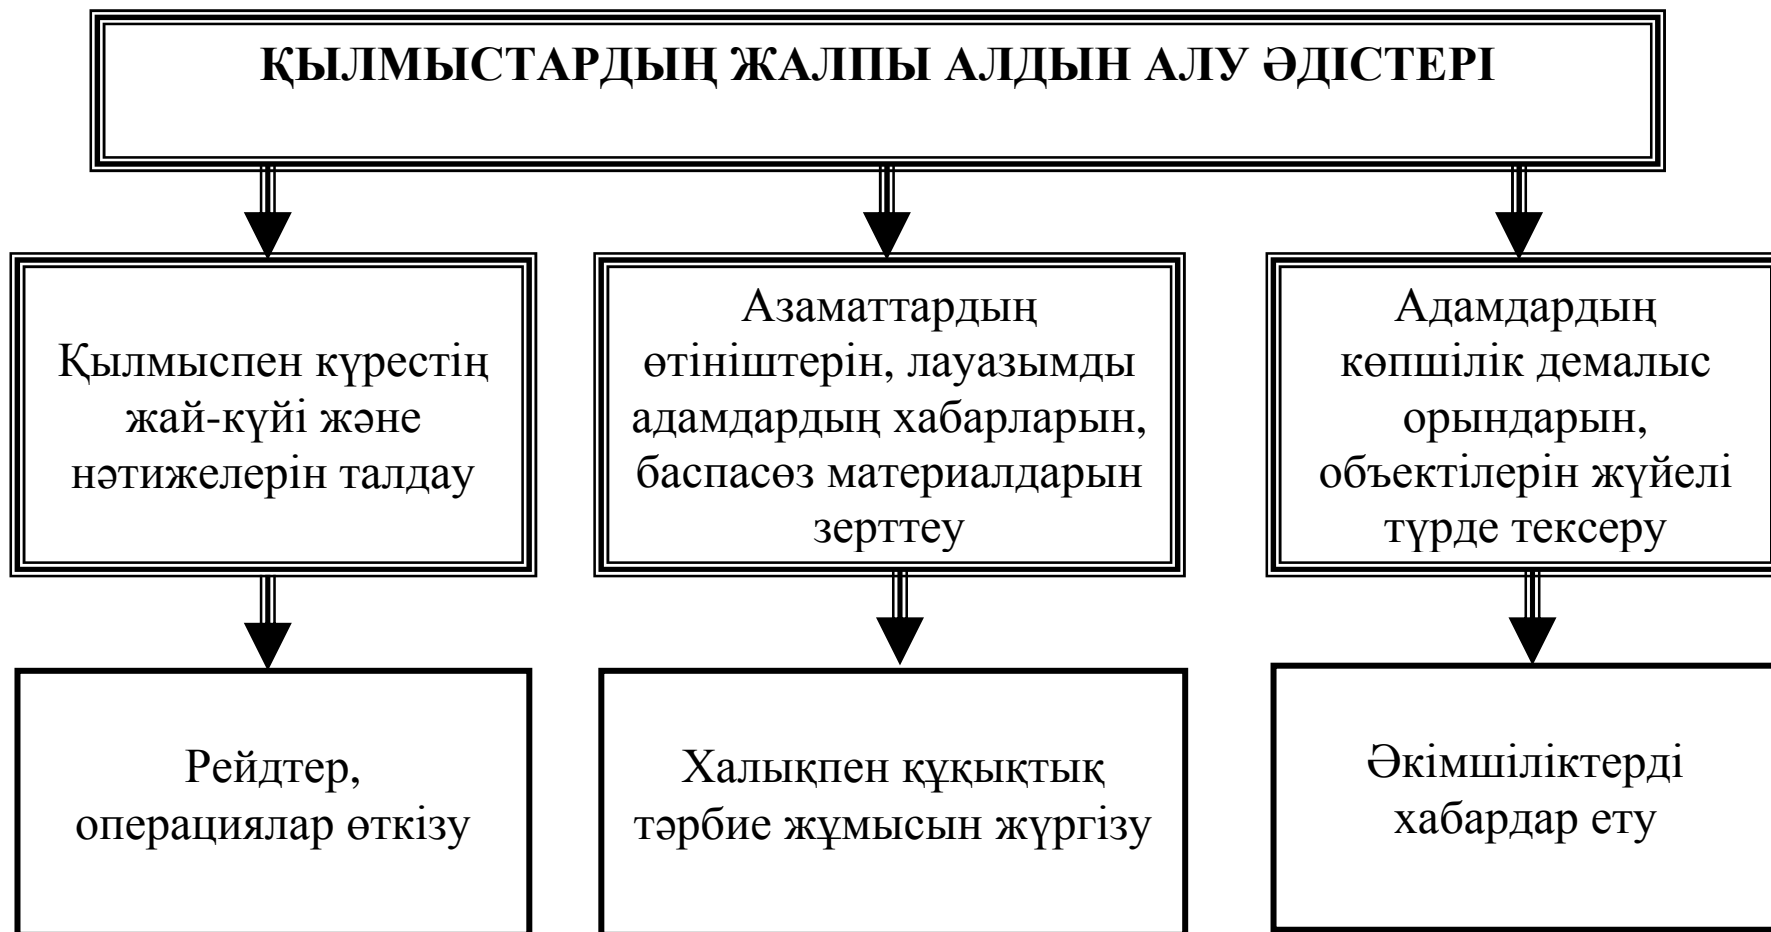 ҚЫЛМЫСТАРДЫҢ ЖАЛПЫ АЛДЫН АЛУ ӘДІСТЕРІ
Қылмыспен күрестің
жай-күйі және
нәтижелерін талдау
Азаматтардың
өтініштерін, лауазымды
адамдардың хабарларын,
баспасөз материалдарын
зерттеу
Адамдардың
көпшілік демалыс
орындарын,
объектілерін жүйелі
түрде тексеру
Рейдтер,
операциялар өткізу
Халықпен құқықтық
тәрбие жұмысын жүргізу
Әкімшіліктерді
хабардар ету